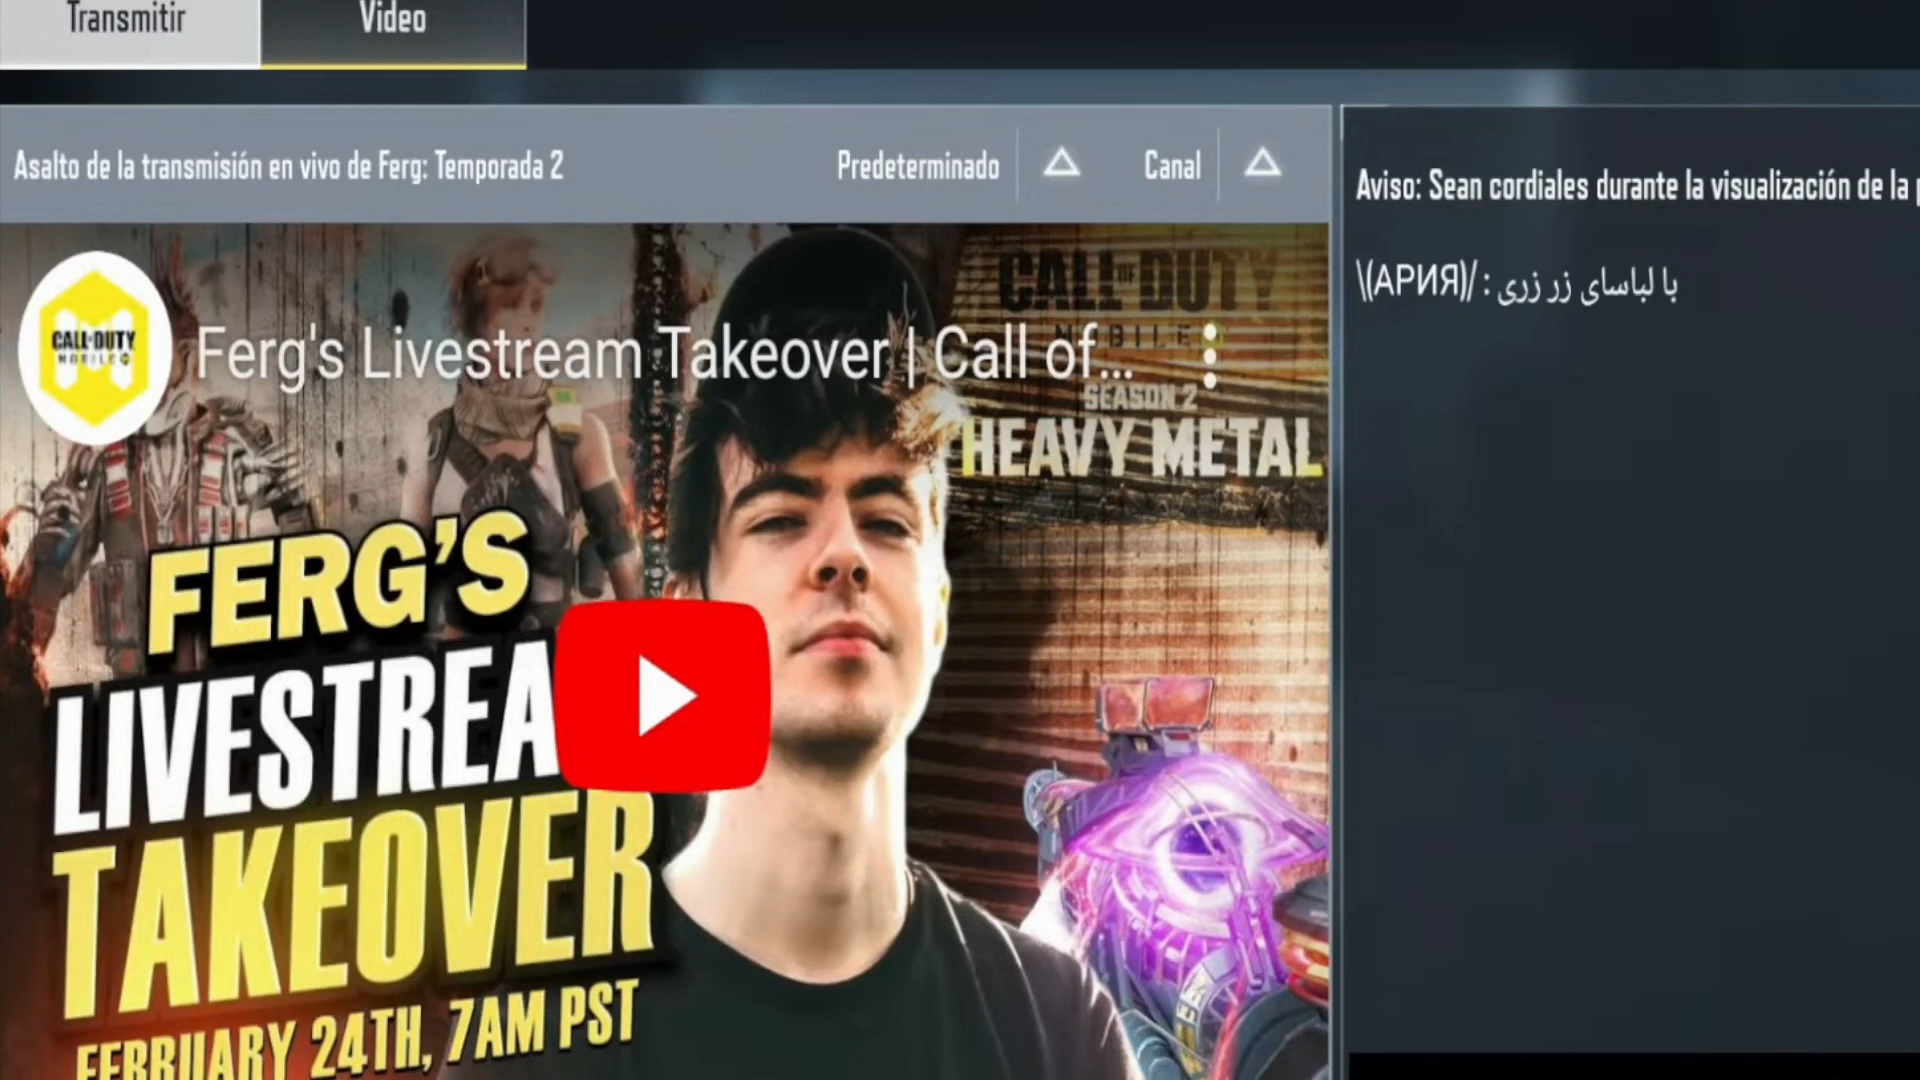 Transmitir
Video
Asalto de la transmisión en vivo de Ferg: Temporada 2
Predeterminado
Canal
Aviso: Sean cordiales durante la visualización de la
\(АРИЯ)/ : با لباسای زر زری
CALL OF DUTY
MOBILE
Ferg's Livestream Takeover | Call of...
CALL OF DUTY
MOBILE
SEASON 2
HEAVY METAL
FERG'S
LIVESTREA
TAKEOVER
FEBRUARY 24TH, 7AM PST